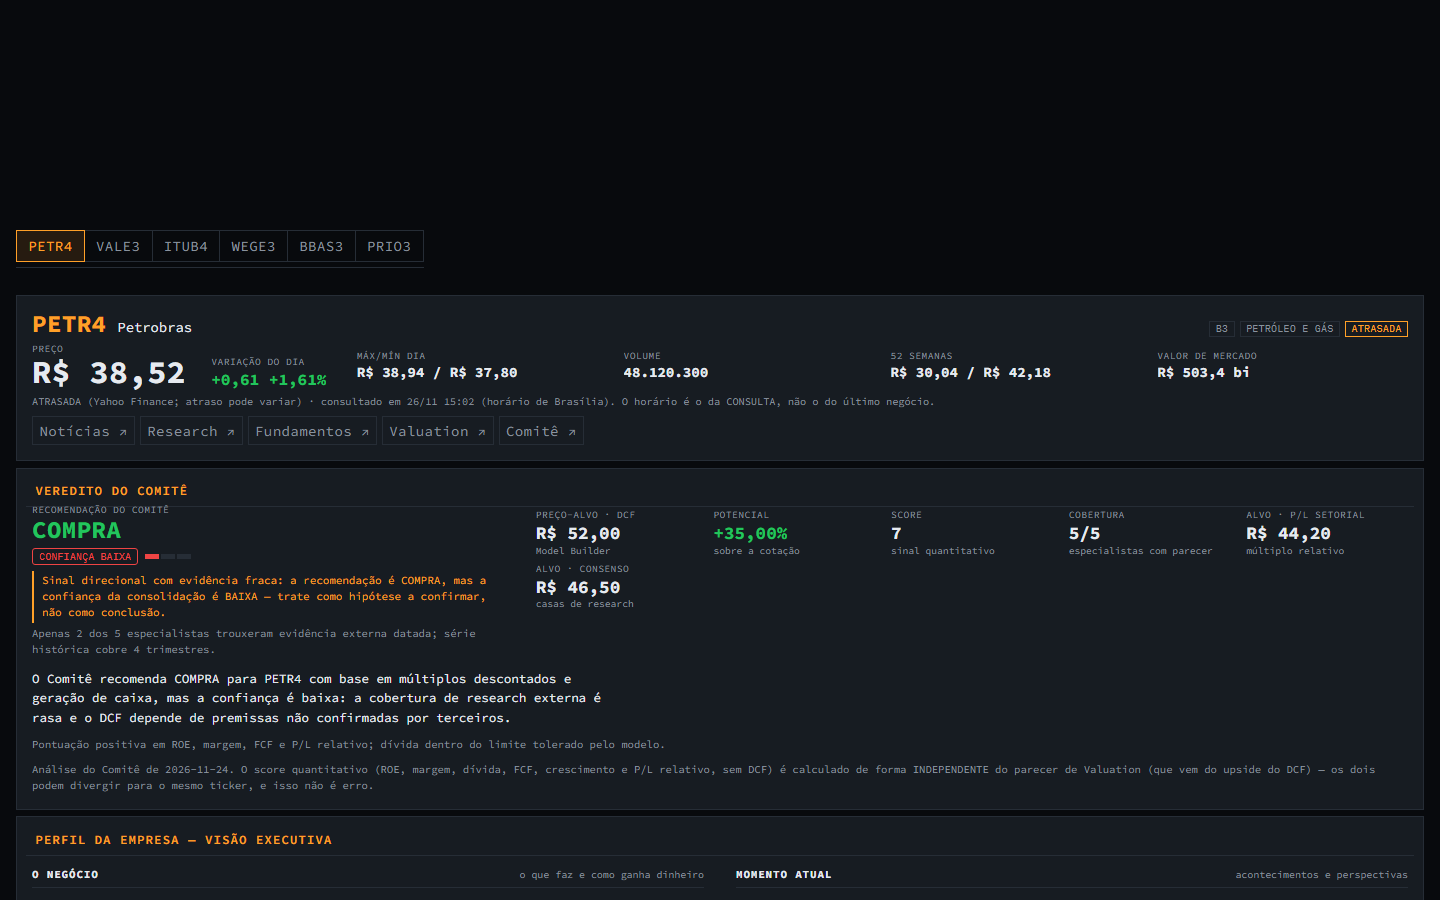 PETR4 VALE3 ITUB4 WEGE3 BBAS3 PRIO3
PETR4 Petrobras
B3 PETRÓLEO E GÁS ATRASADA
PREÇO
R$ 38,52
VARIAÇÃO DO DIA
+0,61 +1,61%
MÁX/MÍN DIA
R$ 38,94 / R$ 37,80
VOLUME
48.120.300
52 SEMANAS
R$ 30,04 / R$ 42,18
VALOR DE MERCADO
R$ 503,4 bi
ATRASADA (Yahoo Finance; atraso pode variar) · consultado em 26/11 15:02 (horário de Brasília). O horário é o da CONSULTA, não o do último negócio.
Notícias ↗ Research ↗ Fundamentos ↗ Valuation ↗ Comitê ↗
VEREDITO DO COMITÊ
RECOMENDAÇÃO DO COMITÊ
COMPRA
CONFIANÇA BAIXA
Sinal direcional com evidência fraca: a recomendação é COMPRA, mas a
confiança da consolidação é BAIXA — trate como hipótese a confirmar,
não como conclusão.
Apenas 2 dos 5 especialistas trouxeram evidência externa datada; série
histórica cobre 4 trimestres.
PREÇO-ALVO · DCF
R$ 52,00
Model Builder
POTENCIAL
+35,00%
sobre a cotação
SCORE
7
sinal quantitativo
COBERTURA
5/5
especialistas com parecer
ALVO · P/L SETORIAL
R$ 44,20
múltiplo relativo
ALVO · CONSENSO
R$ 46,50
casas de research
O Comitê recomenda COMPRA para PETR4 com base em múltiplos descontados e
geração de caixa, mas a confiança é baixa: a cobertura de research externa é
rasa e o DCF depende de premissas não confirmadas por terceiros.
Pontuação positiva em ROE, margem, FCF e P/L relativo; dívida dentro do limite tolerado pelo modelo.
Análise do Comitê de 2026-11-24. O score quantitativo (ROE, margem, dívida, FCF, crescimento e P/L relativo, sem DCF) é calculado de forma INDEPENDENTE do parecer de Valuation (que vem do upside do DCF) — os dois
podem divergir para o mesmo ticker, e isso não é erro.
PERFIL DA EMPRESA — VISÃO EXECUTIVA
O NEGÓCIO o que faz e como ganha dinheiro
MOMENTO ATUAL acontecimentos e perspectivas